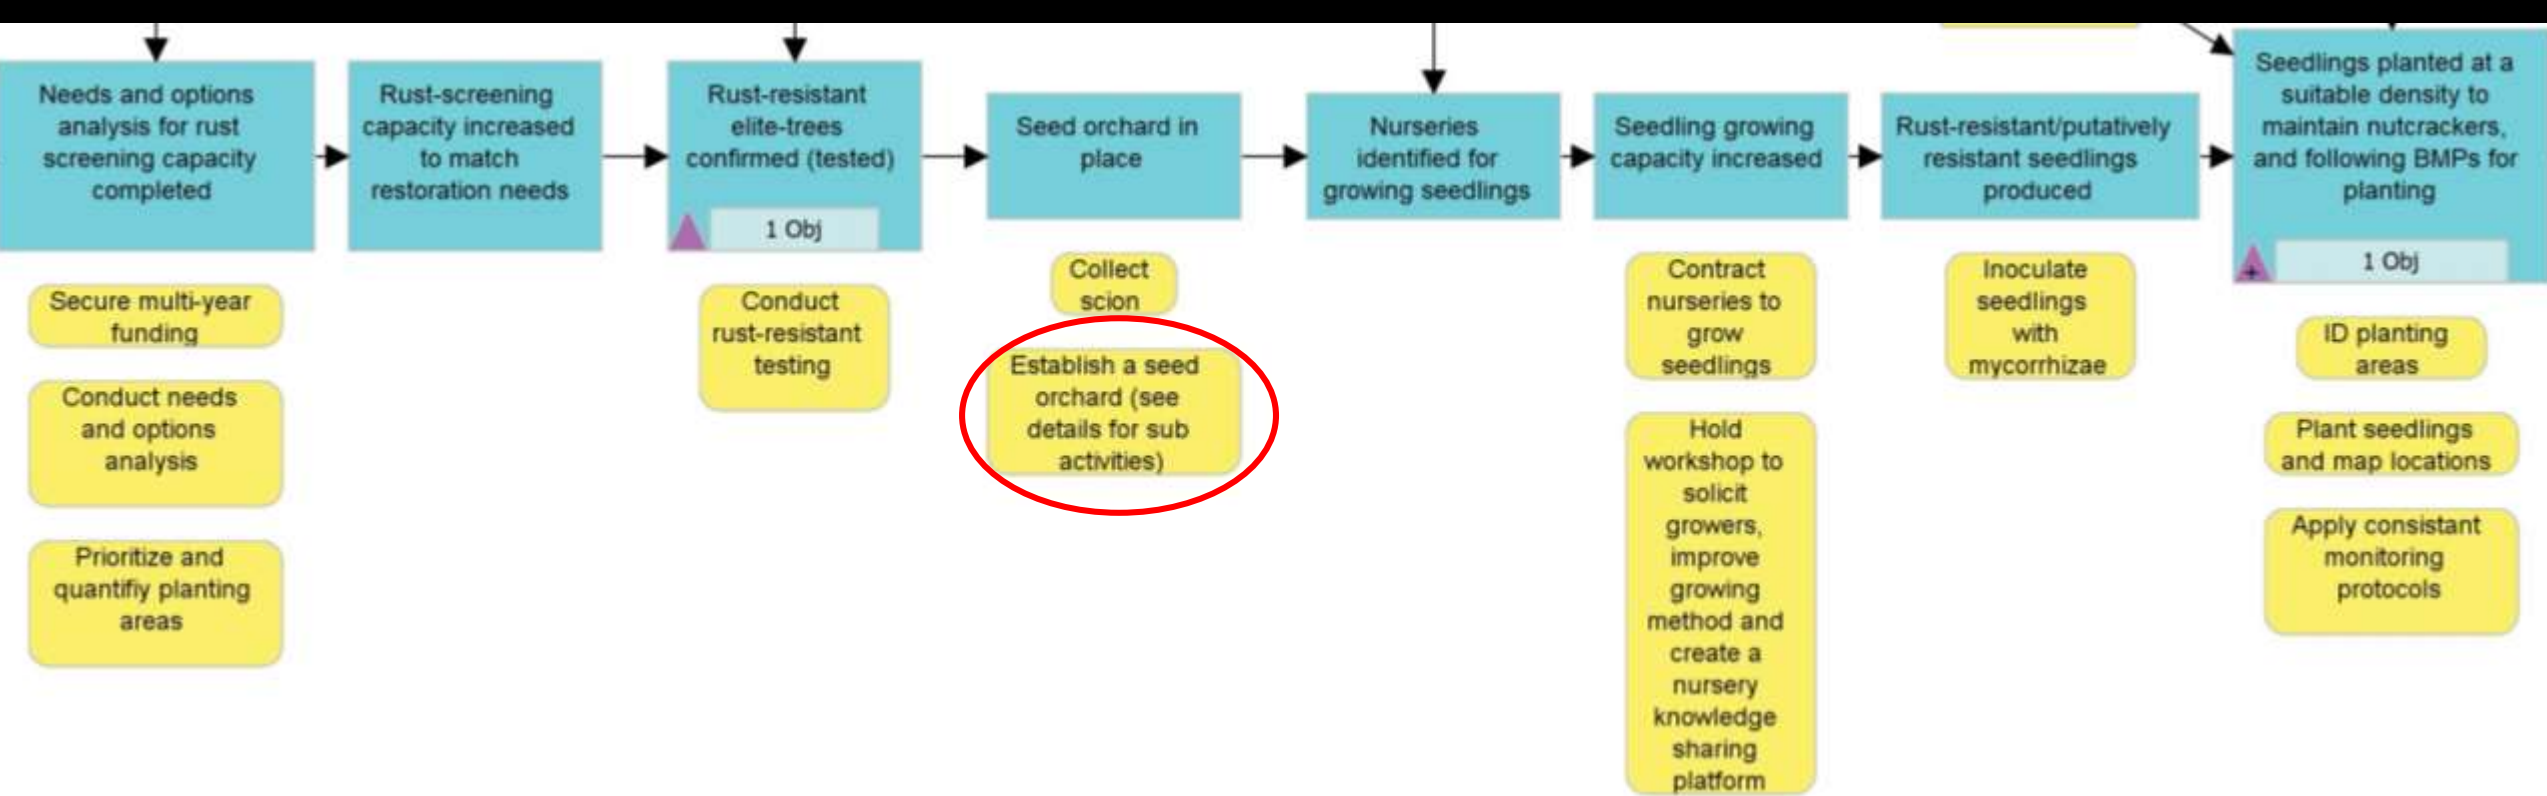 Needs and options
analysis for rust
screening capacity
completed
Rust-screening
capacity increased
to match
restoration needs
Rust-resistant
elite-trees
confirmed (tested)
1 Obj
Seed orchard in
place
Nurseries
identified for
growing seedlings
Seedling growing
capacity increased
Rust-resistant/putatively
resistant seedlings
produced
Seedlings planted at a
suitable density to
maintain nutcrackers,
and following BMPs for
planting
1 Obj
Secure multi-year
funding
Conduct needs
and options
analysis
Prioritize and
quantifiy planting
areas
Conduct
rust-resistant
testing
Collect
scion
Establish a seed
orchard (see
details for sub
activities)
Contract
nurseries to
grow
seedlings
Hold
workshop to
solicit
growers,
improve
growing
method and
create a
nursery
knowledge
sharing
platform
Inoculate
seedlings
with
mycorrhizae
ID planting
areas
Plant seedlings
and map locations
Apply consistant
monitoring
protocols